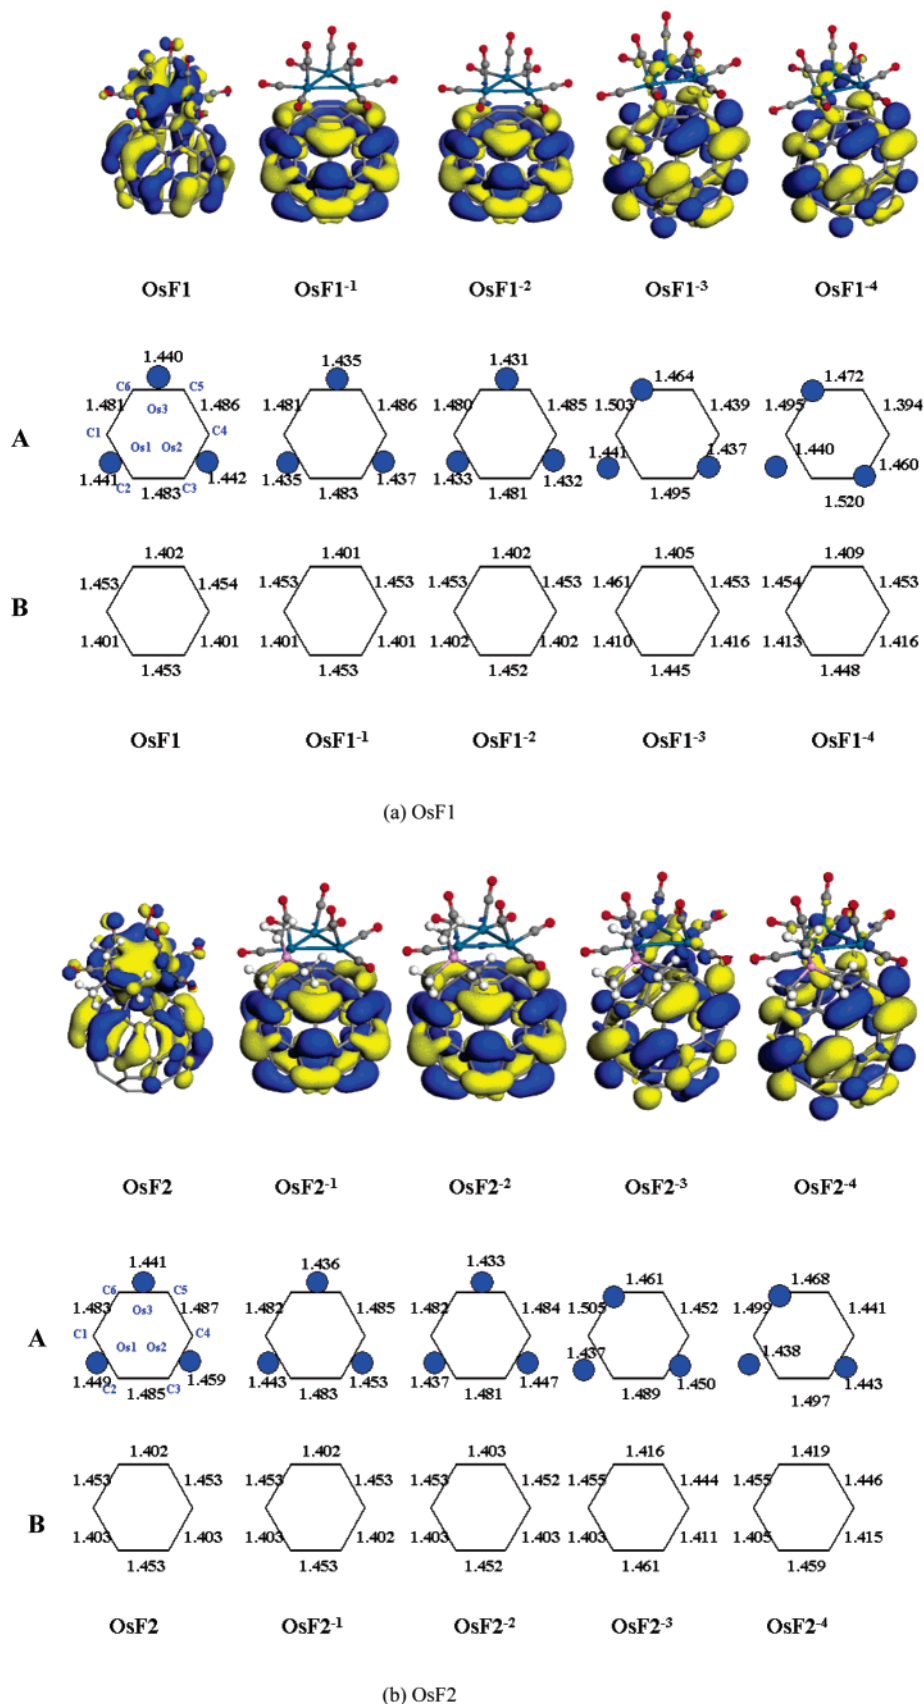 OsF1 OsF1-1 OsF1-2 OsF1-3 OsF1-4
1.440 1.435 1.431 1.464 1.472
C6 C5
1.481 1.486 1.481 1.486 1.480 1.485 1.503 1.439 1.495 1.394
Os3
A C1 C4
Os1 Os2
1.441 1.442 1.435 1.437 1.433 1.432 1.441 1.437 1.440 1.460
C2 C3
1.483 1.483 1.481 1.495 1.520
1.402 1.401 1.402 1.405 1.409
1.453 1.454 1.453 1.453 1.453 1.453 1.461 1.453 1.454 1.453
B
1.401 1.401 1.401 1.401 1.402 1.402 1.410 1.416 1.413 1.416
1.453 1.453 1.452 1.445 1.448
OsF1 OsF1-1 OsF1-2 OsF1-3 OsF1-4
(a) OsF1
OsF2 OsF2-1 OsF2-2 OsF2-3 OsF2-4
1.441 1.436 1.433 1.461 1.468
C6 C5
1.483 1.487 1.482 1.485 1.482 1.484 1.505 1.452 1.499 1.441
Os3
A C1 C4
Os1 Os2
1.449 1.459 1.443 1.453 1.437 1.447 1.437 1.450 1.438 1.443
C2 C3
1.485 1.483 1.481 1.489 1.497
1.402 1.402 1.403 1.416 1.419
1.453 1.453 1.453 1.453 1.453 1.452 1.455 1.444 1.455 1.446
B
1.403 1.403 1.403 1.402 1.403 1.403 1.403 1.411 1.405 1.415
1.453 1.453 1.452 1.461 1.459
OsF2 OsF2-1 OsF2-2 OsF2-3 OsF2-4
(b) OsF2